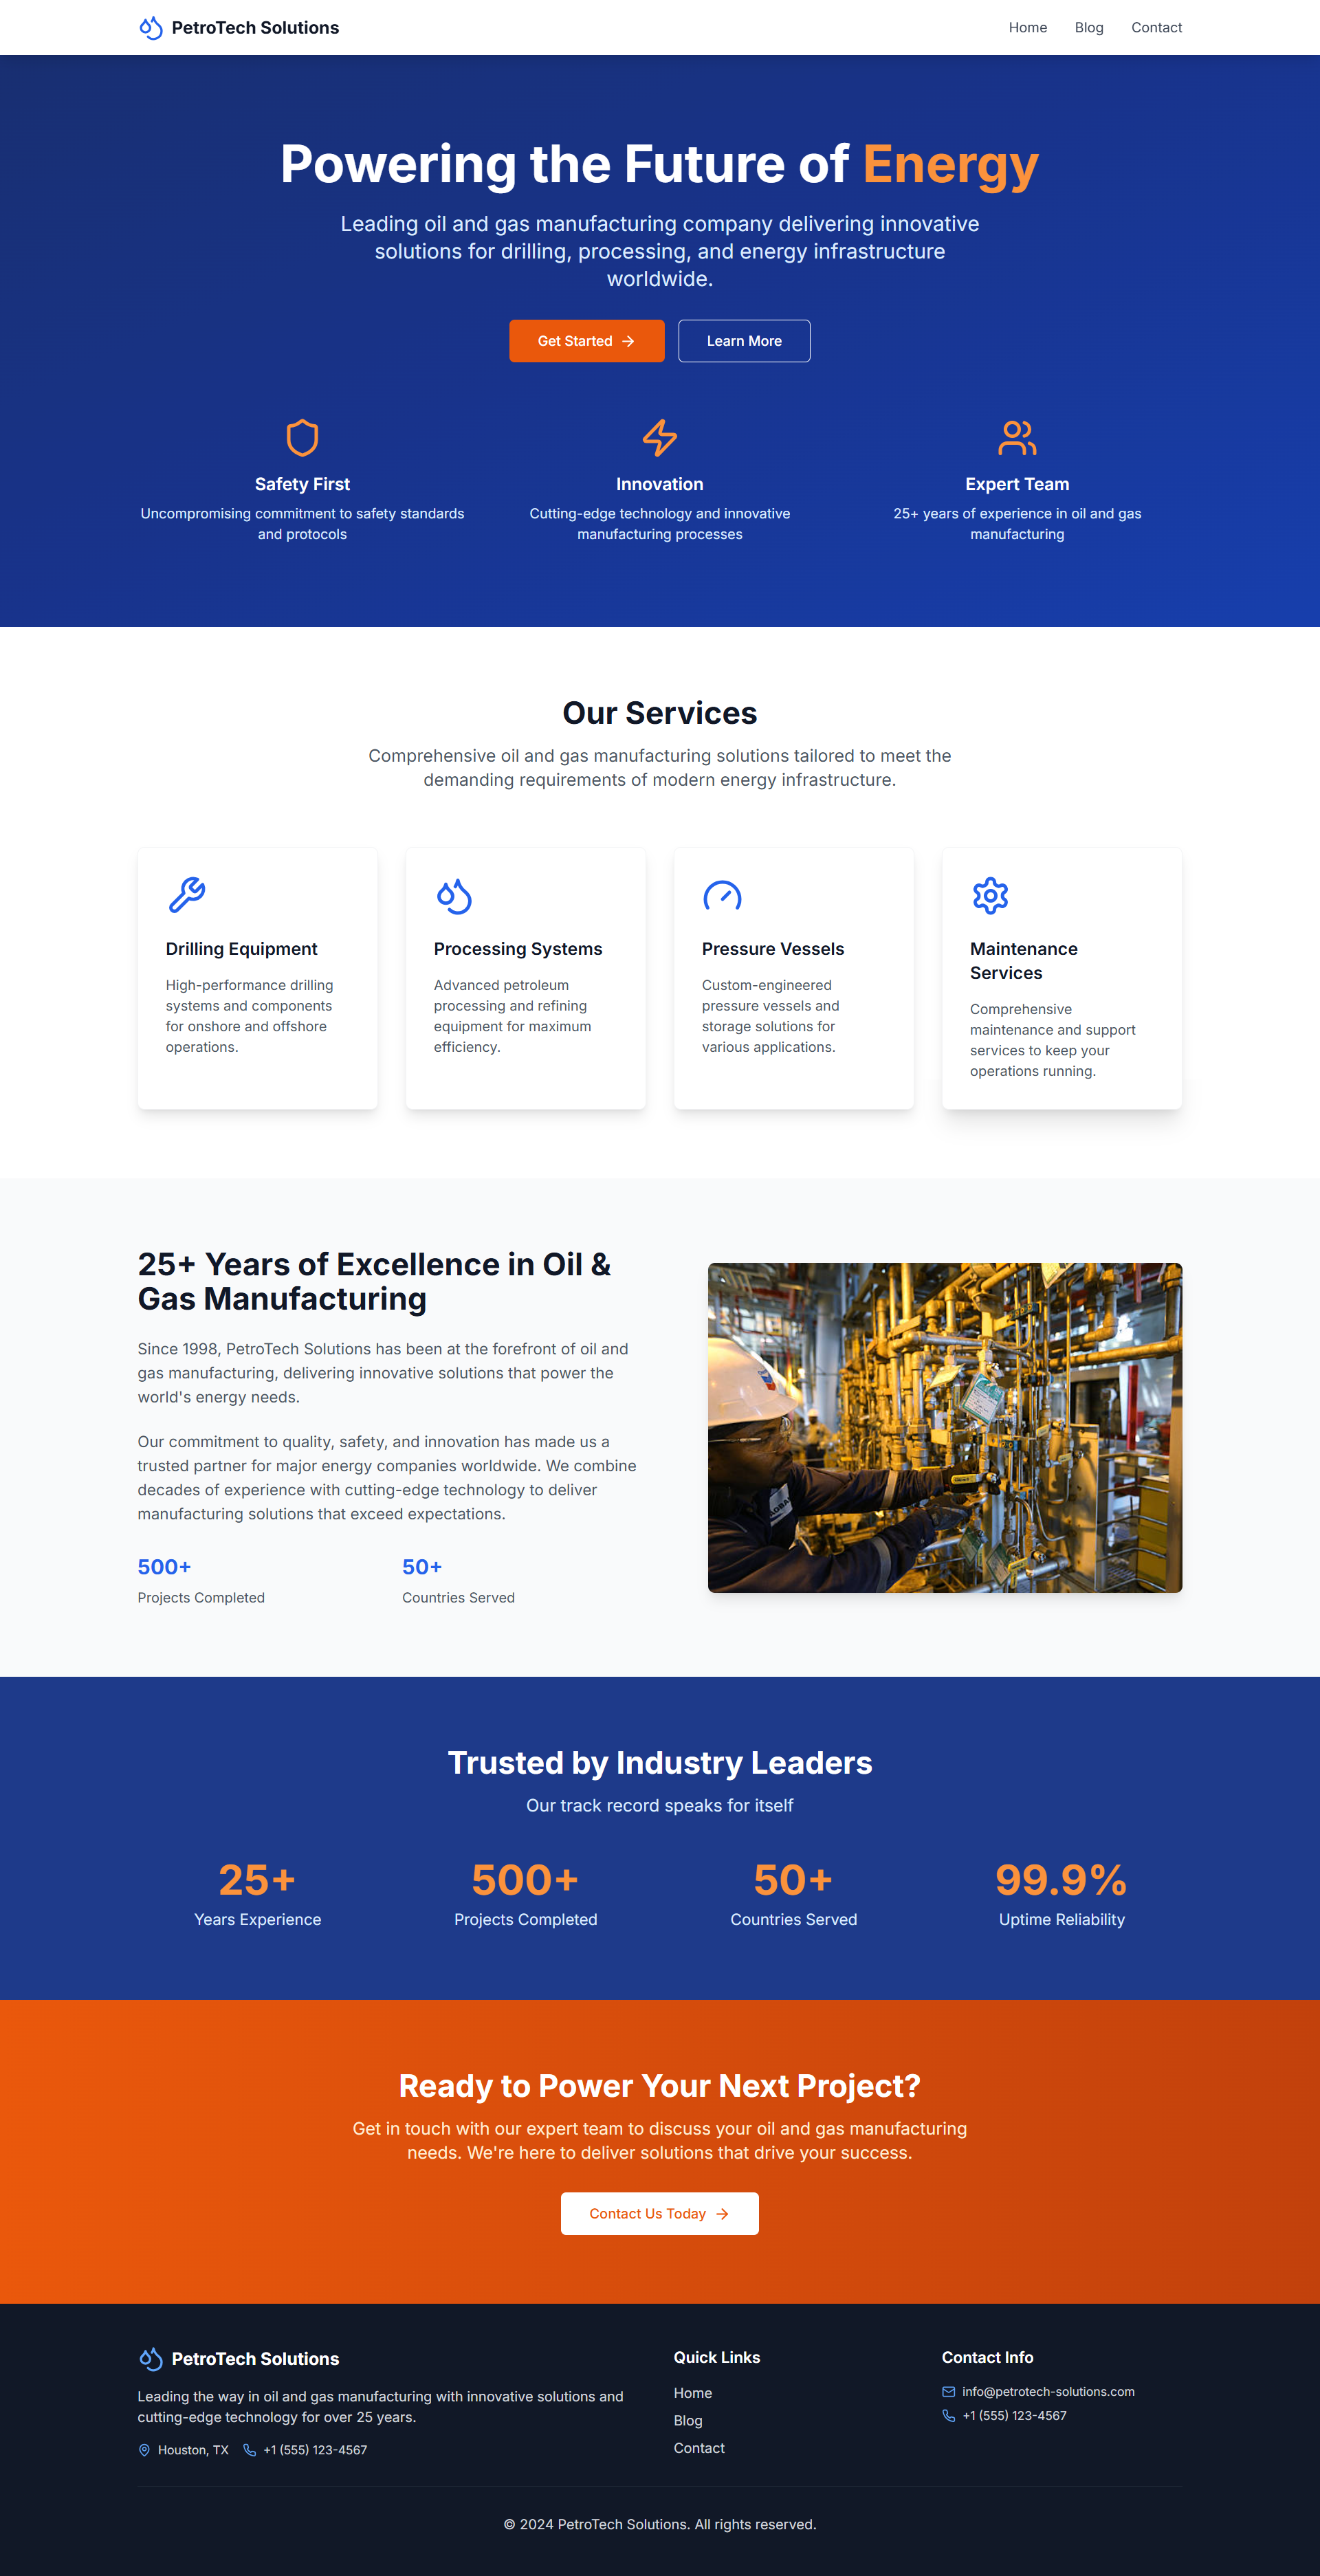 PetroTech Solutions
Home Blog Contact
Powering the Future of Energy
Leading oil and gas manufacturing company delivering innovative
solutions for drilling, processing, and energy infrastructure
worldwide.
Get Started
Learn More
Safety First
Uncompromising commitment to safety standards
and protocols
Innovation
Cutting-edge technology and innovative
manufacturing processes
Expert Team
25+ years of experience in oil and gas
manufacturing
Our Services
Comprehensive oil and gas manufacturing solutions tailored to meet the
demanding requirements of modern energy infrastructure.
Drilling Equipment
High-performance drilling
systems and components
for onshore and offshore
operations.
Processing Systems
Advanced petroleum
processing and refining
equipment for maximum
efficiency.
Pressure Vessels
Custom-engineered
pressure vessels and
storage solutions for
various applications.
Maintenance
Services
Comprehensive
maintenance and support
services to keep your
operations running.
25+ Years of Excellence in Oil &
Gas Manufacturing
Since 1998, PetroTech Solutions has been at the forefront of oil and
gas manufacturing, delivering innovative solutions that power the
world's energy needs.
Our commitment to quality, safety, and innovation has made us a
trusted partner for major energy companies worldwide. We combine
decades of experience with cutting-edge technology to deliver
manufacturing solutions that exceed expectations.
500+
Projects Completed
50+
Countries Served
Trusted by Industry Leaders
Our track record speaks for itself
25+
Years Experience
500+
Projects Completed
50+
Countries Served
99.9%
Uptime Reliability
Ready to Power Your Next Project?
Get in touch with our expert team to discuss your oil and gas manufacturing
needs. We're here to deliver solutions that drive your success.
Contact Us Today
PetroTech Solutions
Leading the way in oil and gas manufacturing with innovative solutions and
cutting-edge technology for over 25 years.
Houston, TX +1 (555) 123-4567
Quick Links
Home
Blog
Contact
Contact Info
info@petrotech-solutions.com
+1 (555) 123-4567
© 2024 PetroTech Solutions. All rights reserved.